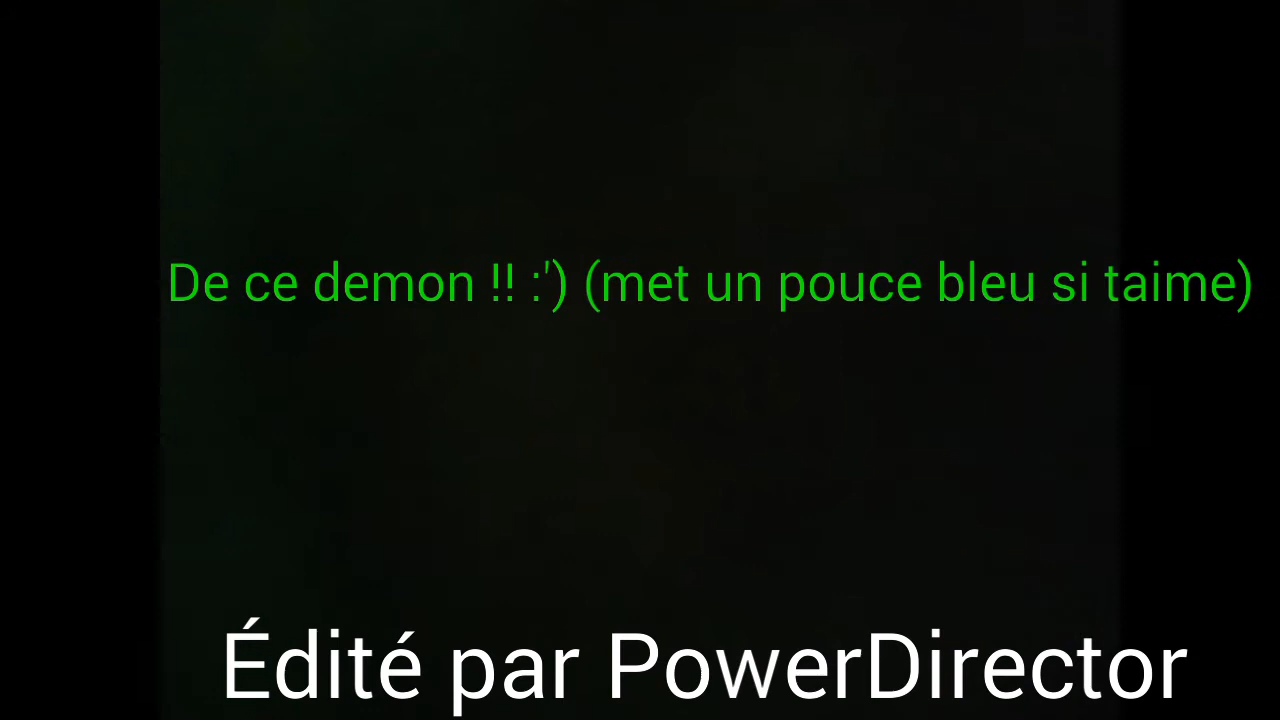 De ce demon !! :') (met un pouce bleu si taime)
Édité par PowerDirector